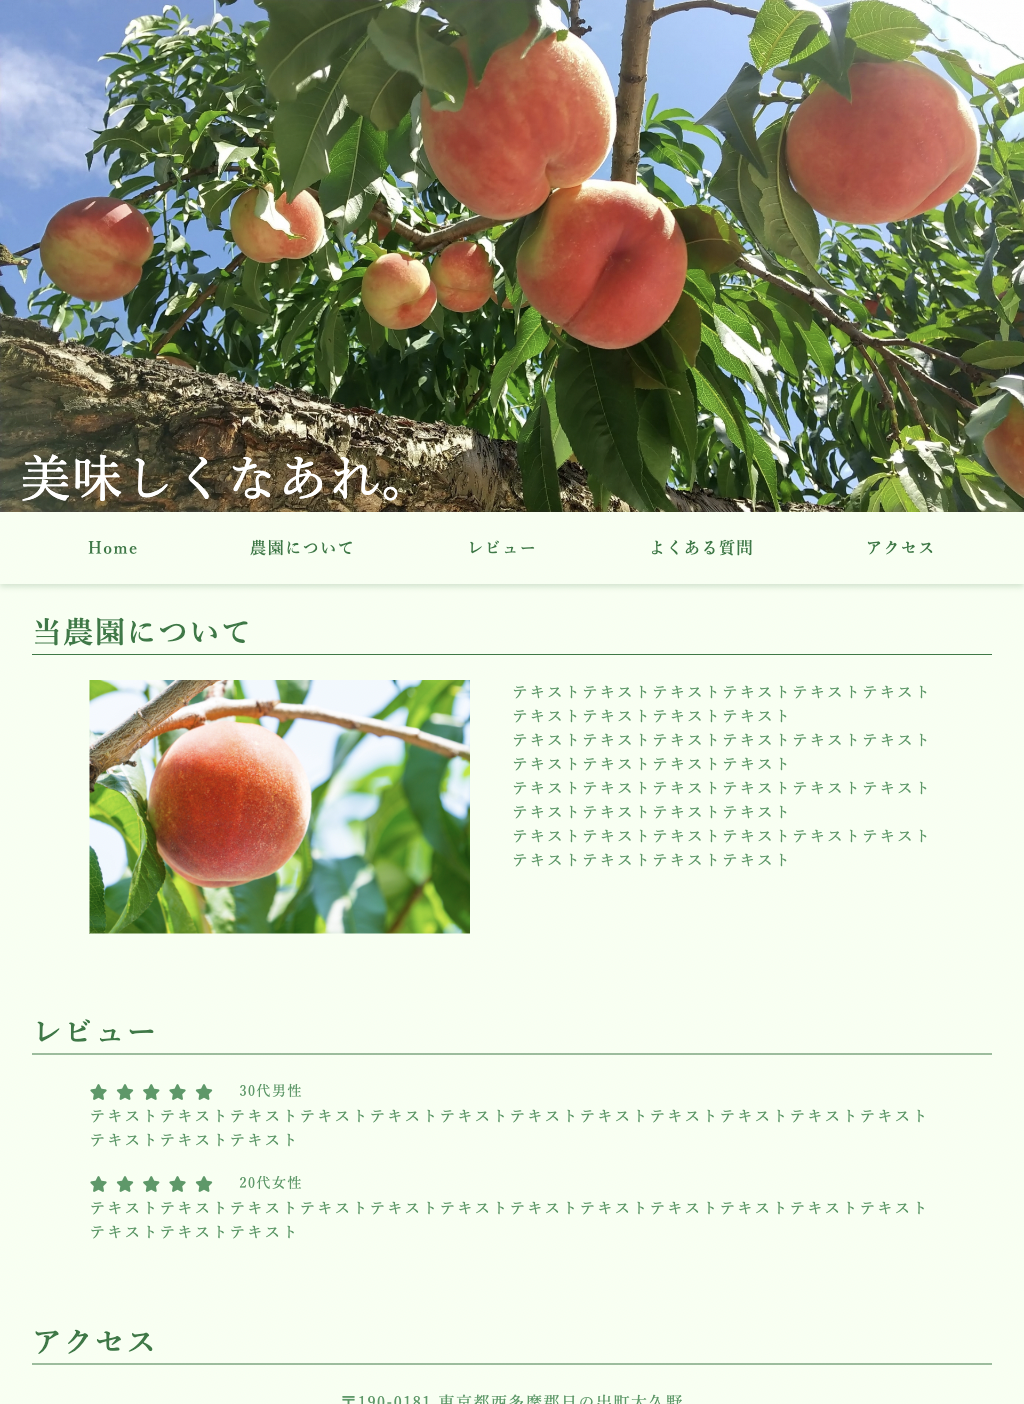 美味しくなあれ。
Home
農園について
レビュー
よくある質問
アクセス
当農園について
テキストテキストテキストテキストテキストテキスト
テキストテキストテキストテキスト
テキストテキストテキストテキストテキストテキスト
テキストテキストテキストテキスト
テキストテキストテキストテキストテキストテキスト
テキストテキストテキストテキスト
テキストテキストテキストテキストテキストテキスト
テキストテキストテキストテキスト
レビュー
★ ★ ★ ★ ★ 30代男性
テキストテキストテキストテキストテキストテキストテキストテキストテキストテキストテキストテキスト
テキストテキストテキスト
★ ★ ★ ★ ★ 20代女性
テキストテキストテキストテキストテキストテキストテキストテキストテキストテキストテキストテキスト
テキストテキストテキスト
アクセス
〒190-0181 東京都西多摩郡日の出町大久野